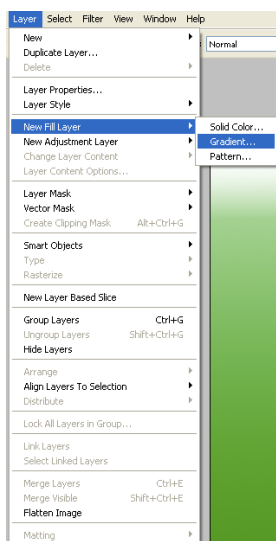 Layer Select Filter View Window Help
Normal
New
Duplicate Layer...
Delete
Layer Properties...
Layer Style
New Fill Layer
Solid Color...
New Adjustment Layer
Gradient...
Change Layer Content
Pattern...
Layer Content Options...
Layer Mask
Vector Mask
Create Clipping Mask Alt+Ctrl+G
Smart Objects
Type
Rasterize
New Layer Based Slice
Group Layers Ctrl+G
Ungroup Layers Shift+Ctrl+G
Hide Layers
Arrange
Align Layers To Selection
Distribute
Lock All Layers in Group...
Link Layers
Select Linked Layers
Merge Layers Ctrl+E
Merge Visible Shift+Ctrl+E
Flatten Image
Matting